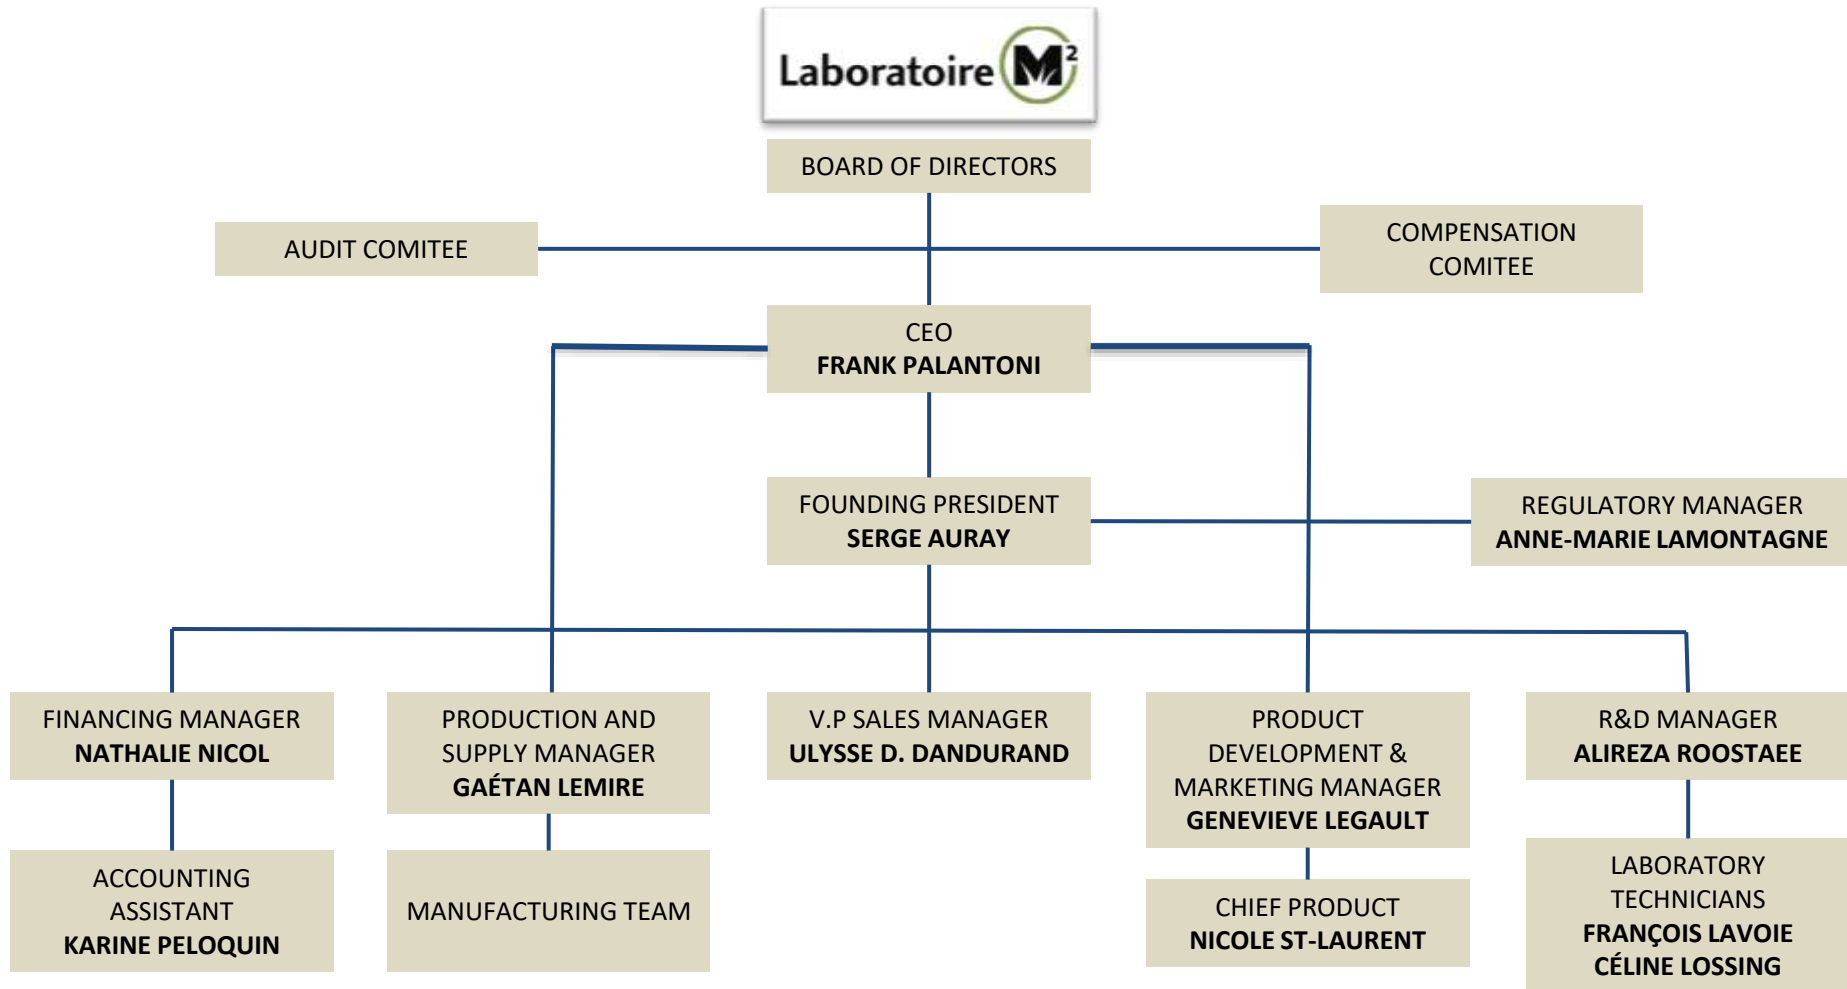 Laboratoire M²
BOARD OF DIRECTORS
AUDIT COMITEE
COMPENSATION
COMITEE
CEO
FRANK PALANTONI
FOUNDING PRESIDENT
SERGE AURAY
REGULATORY MANAGER
ANNE-MARIE LAMONTAGNE
FINANCING MANAGER
NATHALIE NICOL
PRODUCTION AND
SUPPLY MANAGER
GAÉTAN LEMIRE
V.P SALES MANAGER
ULYSSE D. DANDURAND
PRODUCT
DEVELOPMENT &
MARKETING MANAGER
GENEVIEVE LEGAULT
R&D MANAGER
ALIREZA ROOSTAEE
ACCOUNTING
ASSISTANT
KARINE PELOQUIN
MANUFACTURING TEAM
CHIEF PRODUCT
NICOLE ST-LAURENT
LABORATORY
TECHNICIANS
FRANÇOIS LAVOIE
CÉLINE LOSSING